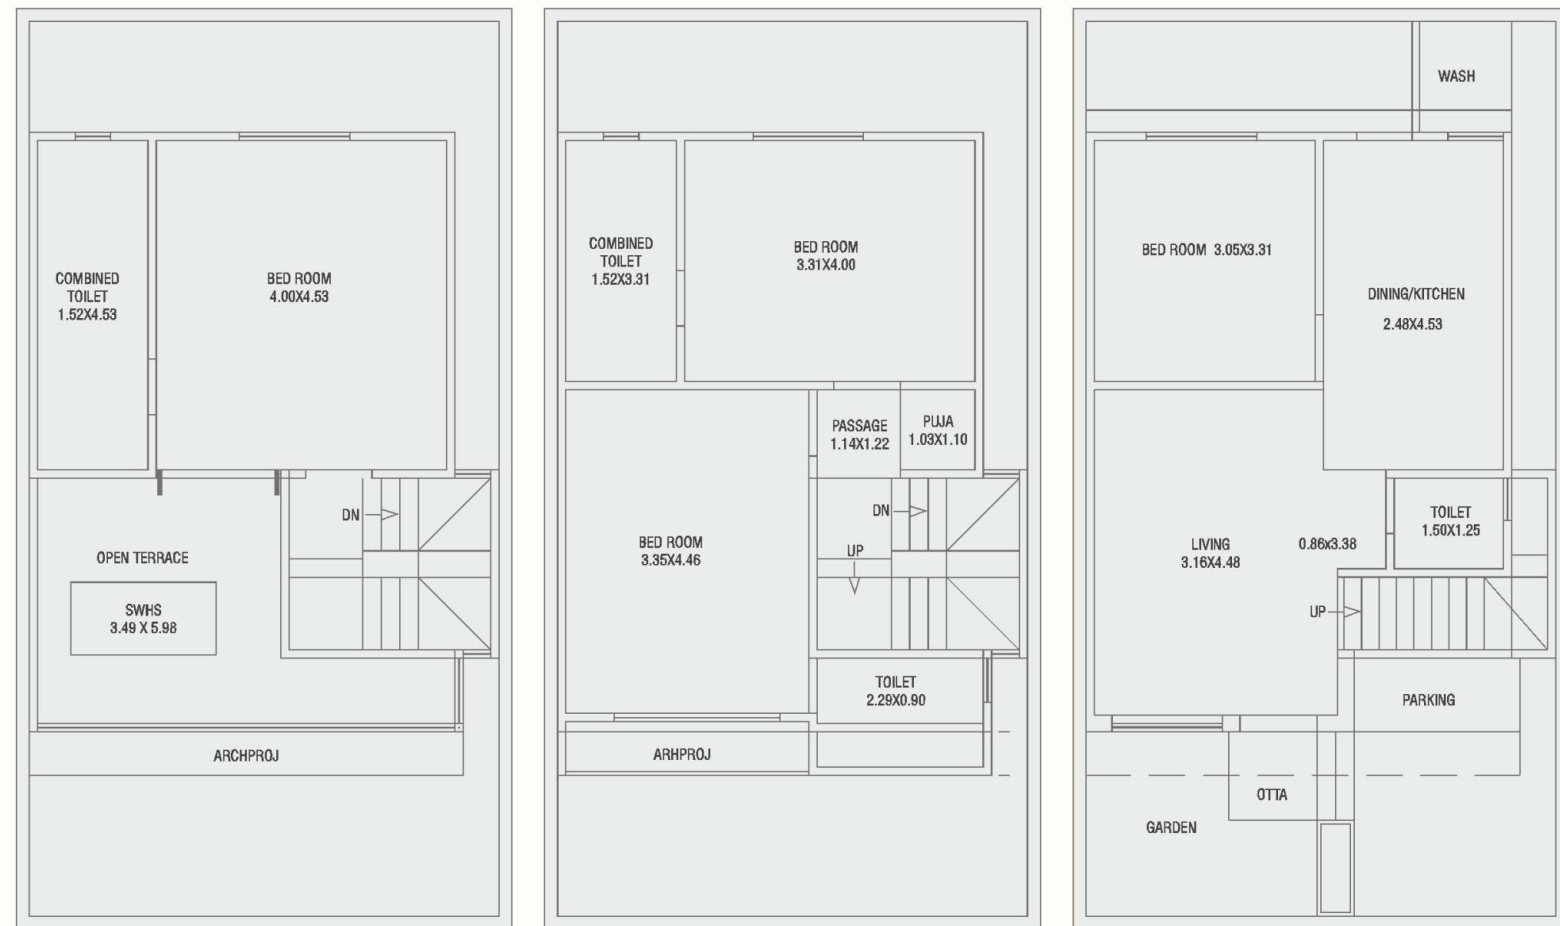 COMBINED
TOILET
1.52X4.53
BED ROOM
4.00X4.53
DN
OPEN TERRACE
SWHS
3.49 X 5.98
ARCHPROJ
COMBINED
TOILET
1.52X3.31
BED ROOM
3.31X4.00
PASSAGE
1.14X1.22
PUJA
1.03X1.10
BED ROOM
3.35X4.46
DN
UP
TOILET
2.29X0.90
ARHPROJ
WASH
BED ROOM 3.05X3.31
DINING/KITCHEN
2.48X4.53
LIVING
3.16X4.48
0.86x3.38
TOILET
1.50X1.25
UP
PARKING
OTTA
GARDEN